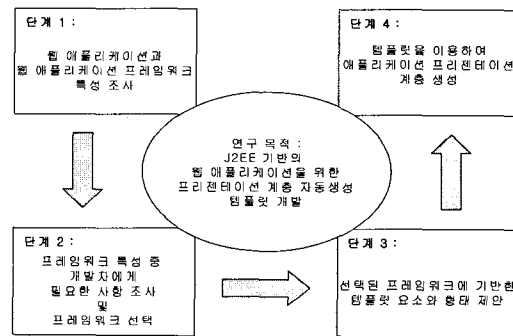 단계 1 :
웹 애플리케이션과
웹 애플리케이션 프레임워크
특성 조사
단계 4 :
템플릿을 이용하여
애플리케이션 프리젠테이션
계층 생성
연구 목적 :
J2EE 기반의
웹 애플리케이션을 위한
프리젠테이션 계층 자동생성
템플릿 개발
단계 2 :
프레임워크 특성 중
개발자에게
필요한 사항 조사
및
프레임워크 선택
단계 3 :
선택된 프레임워크에 기반한
템플릿 요소와 형태 제안